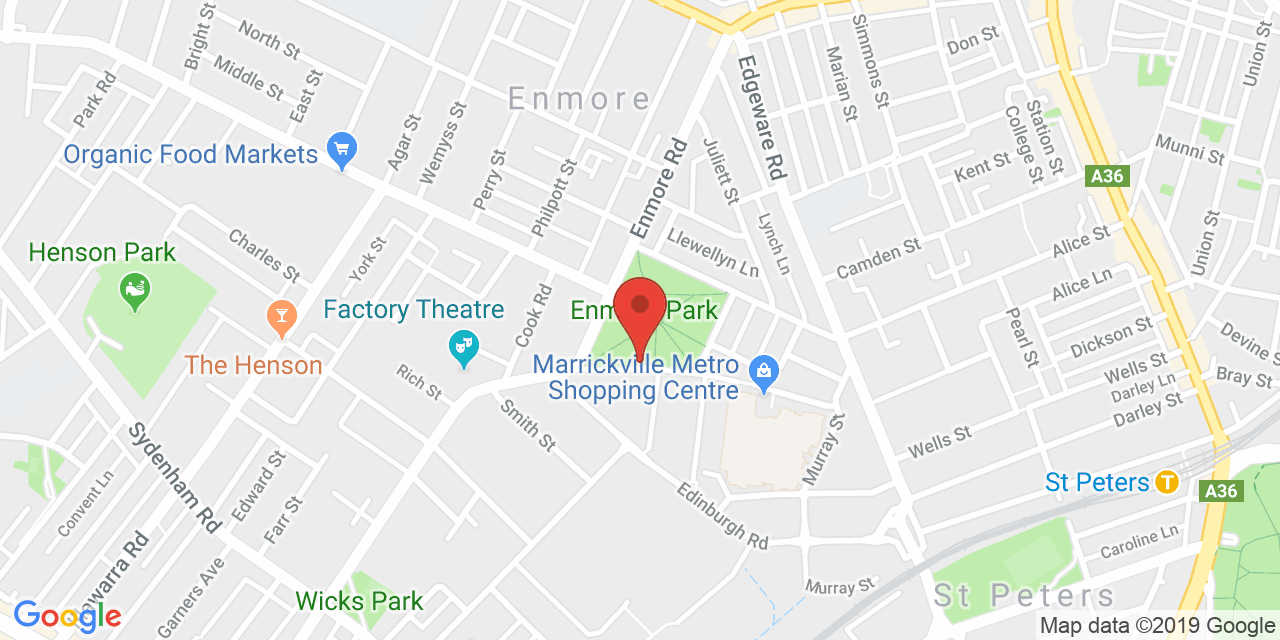 Bright St
North St
Middle St
East St
Park Rd
Enmore
Edgeware Rd
Marian St
Simmons St
Don St
Union St
Organic Food Markets
Agar St
Wemyss St
Perry St
Philpott St
Enmore Rd
Juliett St
College St
Station St
Kent St
Munni St
A36
Henson Park
Charles St
York St
Llewellyn Ln
Lynch Ln
Camden St
Alice St
Union St
Alice Ln
Factory Theatre
Cook Rd
Park
Pearl St
Dickson St
Devine St
The Henson
Rich St
Marrickville Metro
Shopping Centre
Wells St
Darley Ln
Bray St
Darley St
Smith St
Sydenham Rd
Murray St
Wells St
Convent Ln
Edward St
Farr St
Edinburgh Rd
St Peters
T
A36
Caroline Ln
Garners Ave
Wicks Park
Murray St
St Peters
Google
Map data ©2019 Google